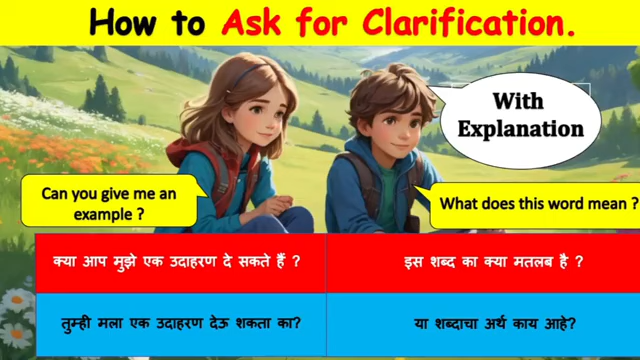 How to Ask for Clarification.
With
Explanation
Can you give me an
example ?
What does this word mean ?
क्या आप मुझे एक उदाहरण दे सकते हैं ?
इस शब्द का क्या मतलब है ?
तुम्ही मला एक उदाहरण देऊ शकता का?
या शब्दाचा अर्थ काय आहे?